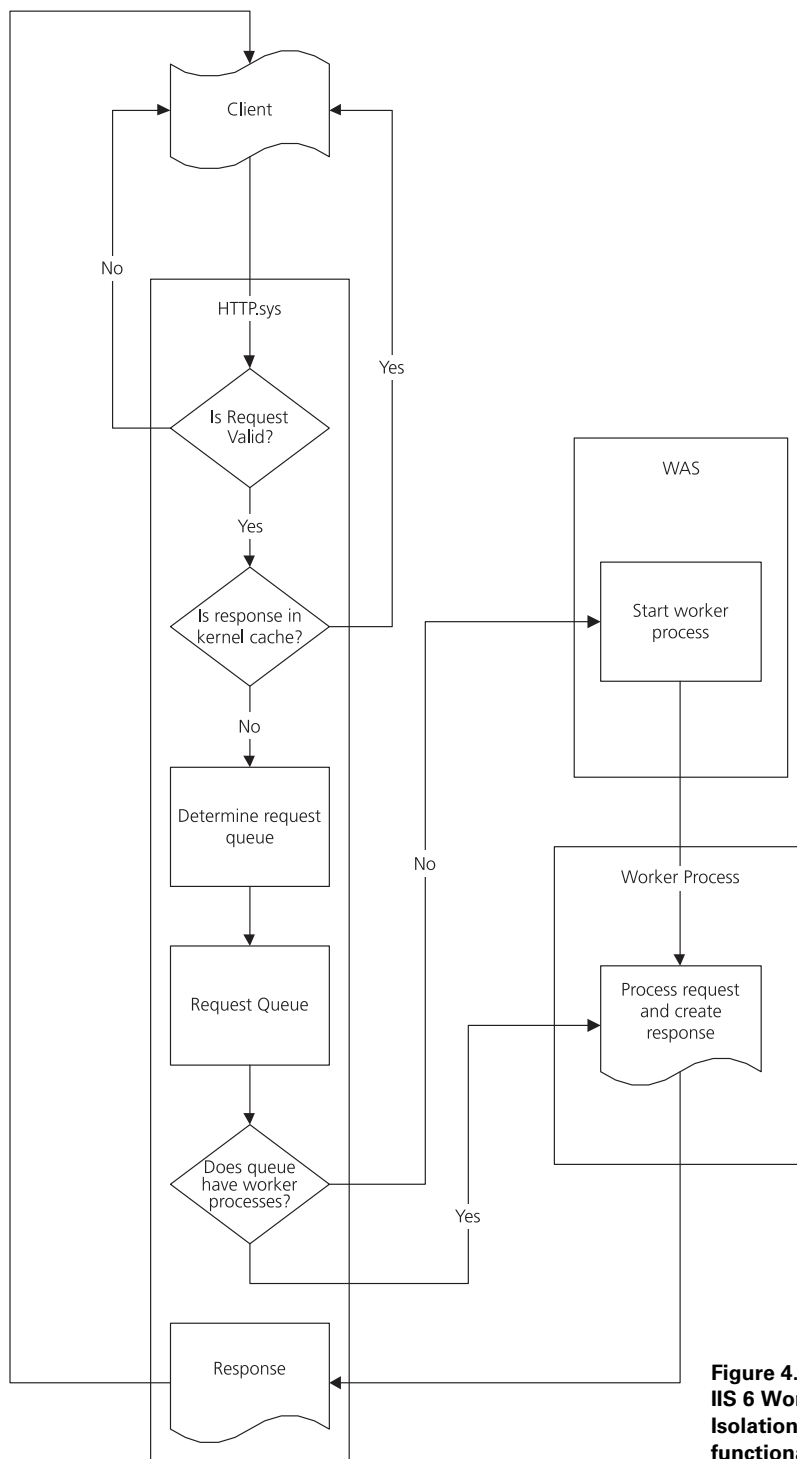 Client
No
HTTP.sys
Yes
Is Request
Valid?
WAS
Yes
Is response in
kernel cache?
Start worker
process
No
Determine request
queue
No
Worker Process
Request Queue
Process request
and create
response
Does queue
have worker
processes?
Yes
Response
Figure 4.
IIS 6 Wor
Isolation
functiona